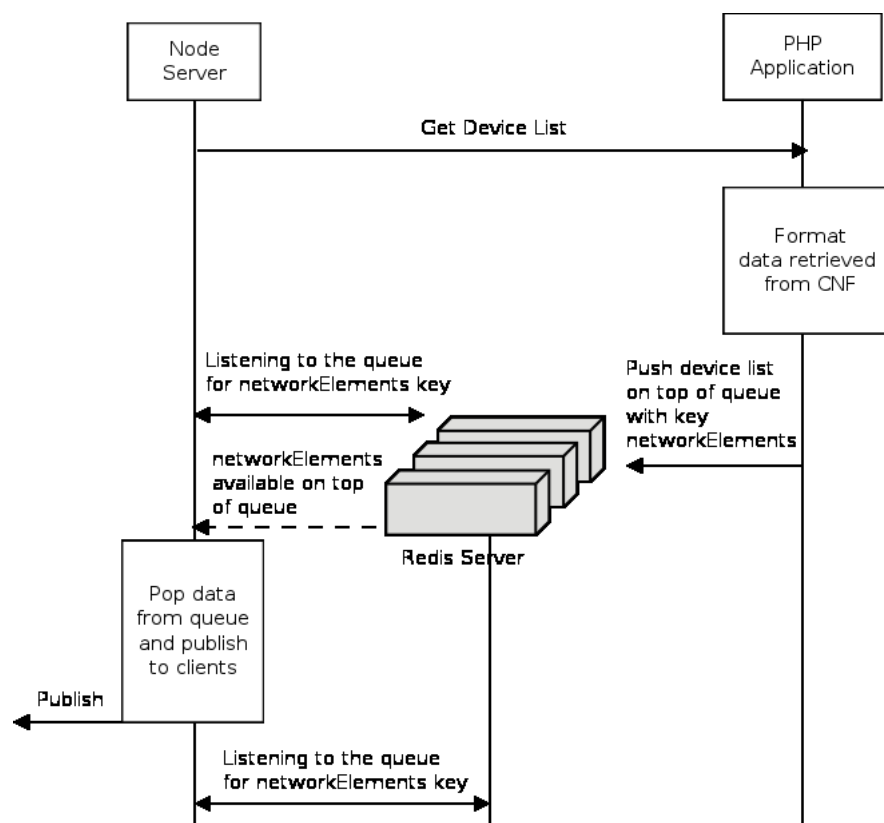 Node
Server
PHP
Application
Get Device List
Format
data retrieved
from CNF
Listening to the queue
for networkElements key
Push device list
on top of queue
with key
networkElements
networkElements
available on top
of queue
Redis Server
Pop data
from queue
and publish
to clients
Publish
Listening to the queue
for networkElements key